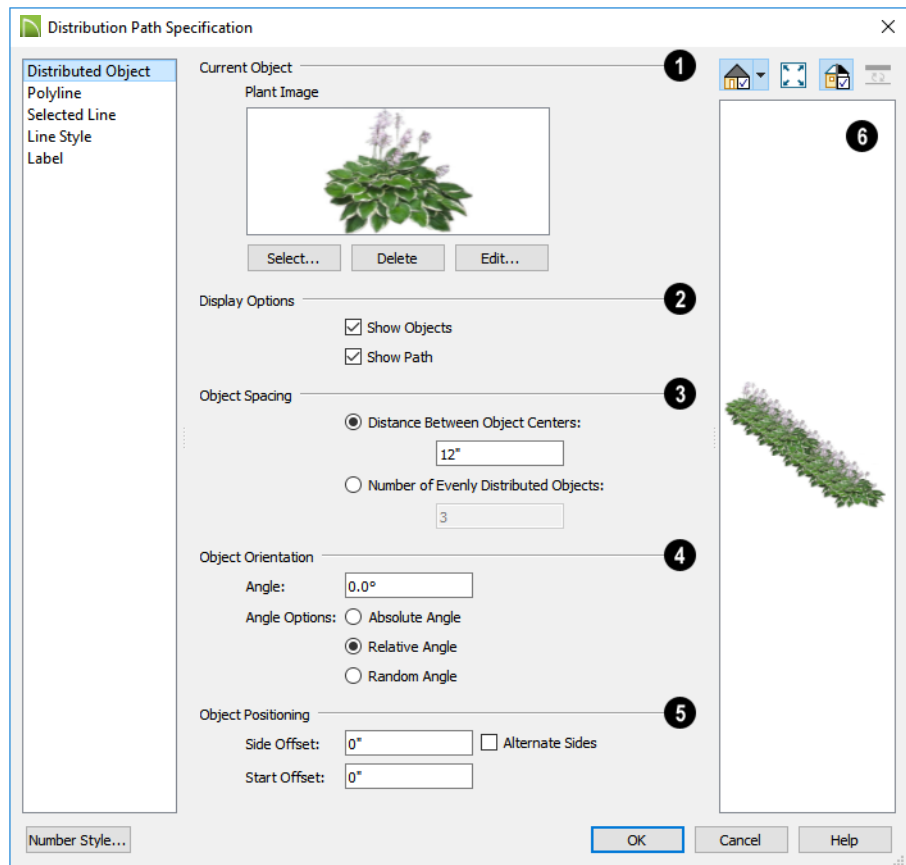 Distribution Path Specification
Distributed Object
Polyline
Selected Line
Line Style
Label
Current Object
1
Plant Image
Select...
Delete
Edit...
Display Options
2
Show Objects
Show Path
Object Spacing
3
Distance Between Object Centers:
12"
Number of Evenly Distributed Objects:
3
Object Orientation
4
Angle:
0.0°
Angle Options:
Absolute Angle
Relative Angle
Random Angle
Object Positioning
5
Side Offset:
0"
Alternate Sides
Start Offset:
0"
6
Number Style...
OK
Cancel
Help